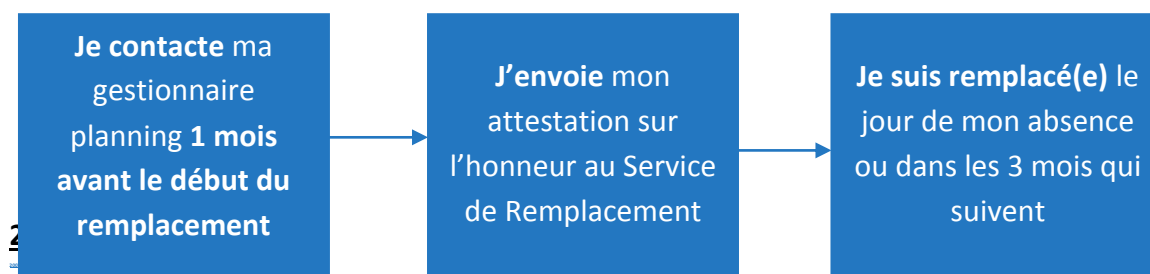 Je contacte ma
gestionnaire
planning 1 mois
avant le début du
remplacement
J’envoie mon
attestation sur
l’honneur au Service
de Remplacement
Je suis remplacé(e) le
jour de mon absence
ou dans les 3 mois qui
suivent
2